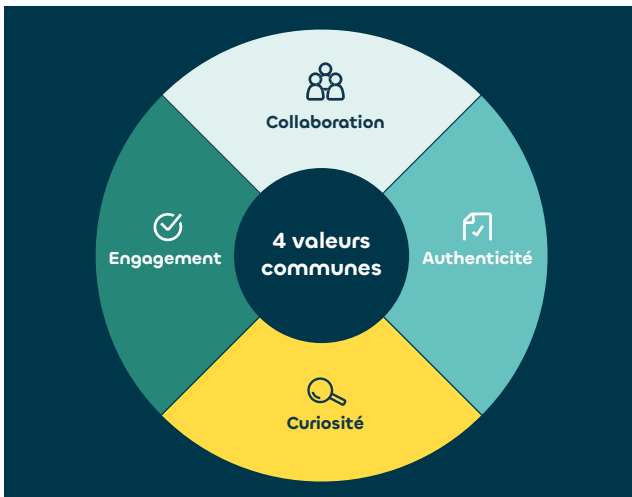 Collaboration
Engagement
4 valeurs
communes
Authenticité
Curiosité